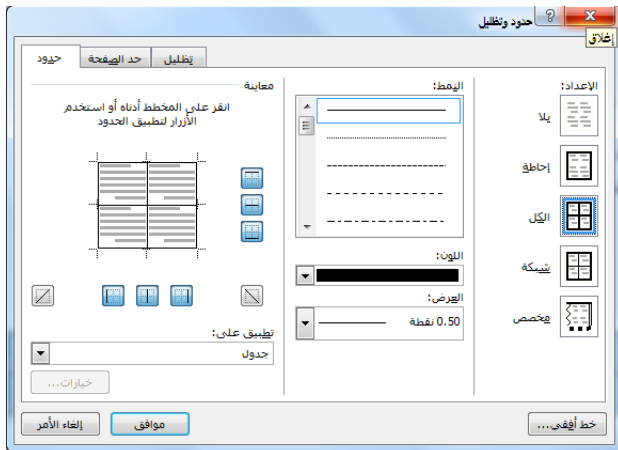 حدود وتظليل
إغلاق
حدود
حد الصفحة
تظليل
الإعداد:
بلا
إحاطة
الكل
شبكة
مخصص
النمط:
اللون:
العرض:
0.50 نقطة
معاينة
انقر على المخطط أدناه أو استخدم
الأزرار لتطبيق الحدود
تطبيق على:
جدول
خيارات...
خط أفقي...
موافق
إلغاء الأمر